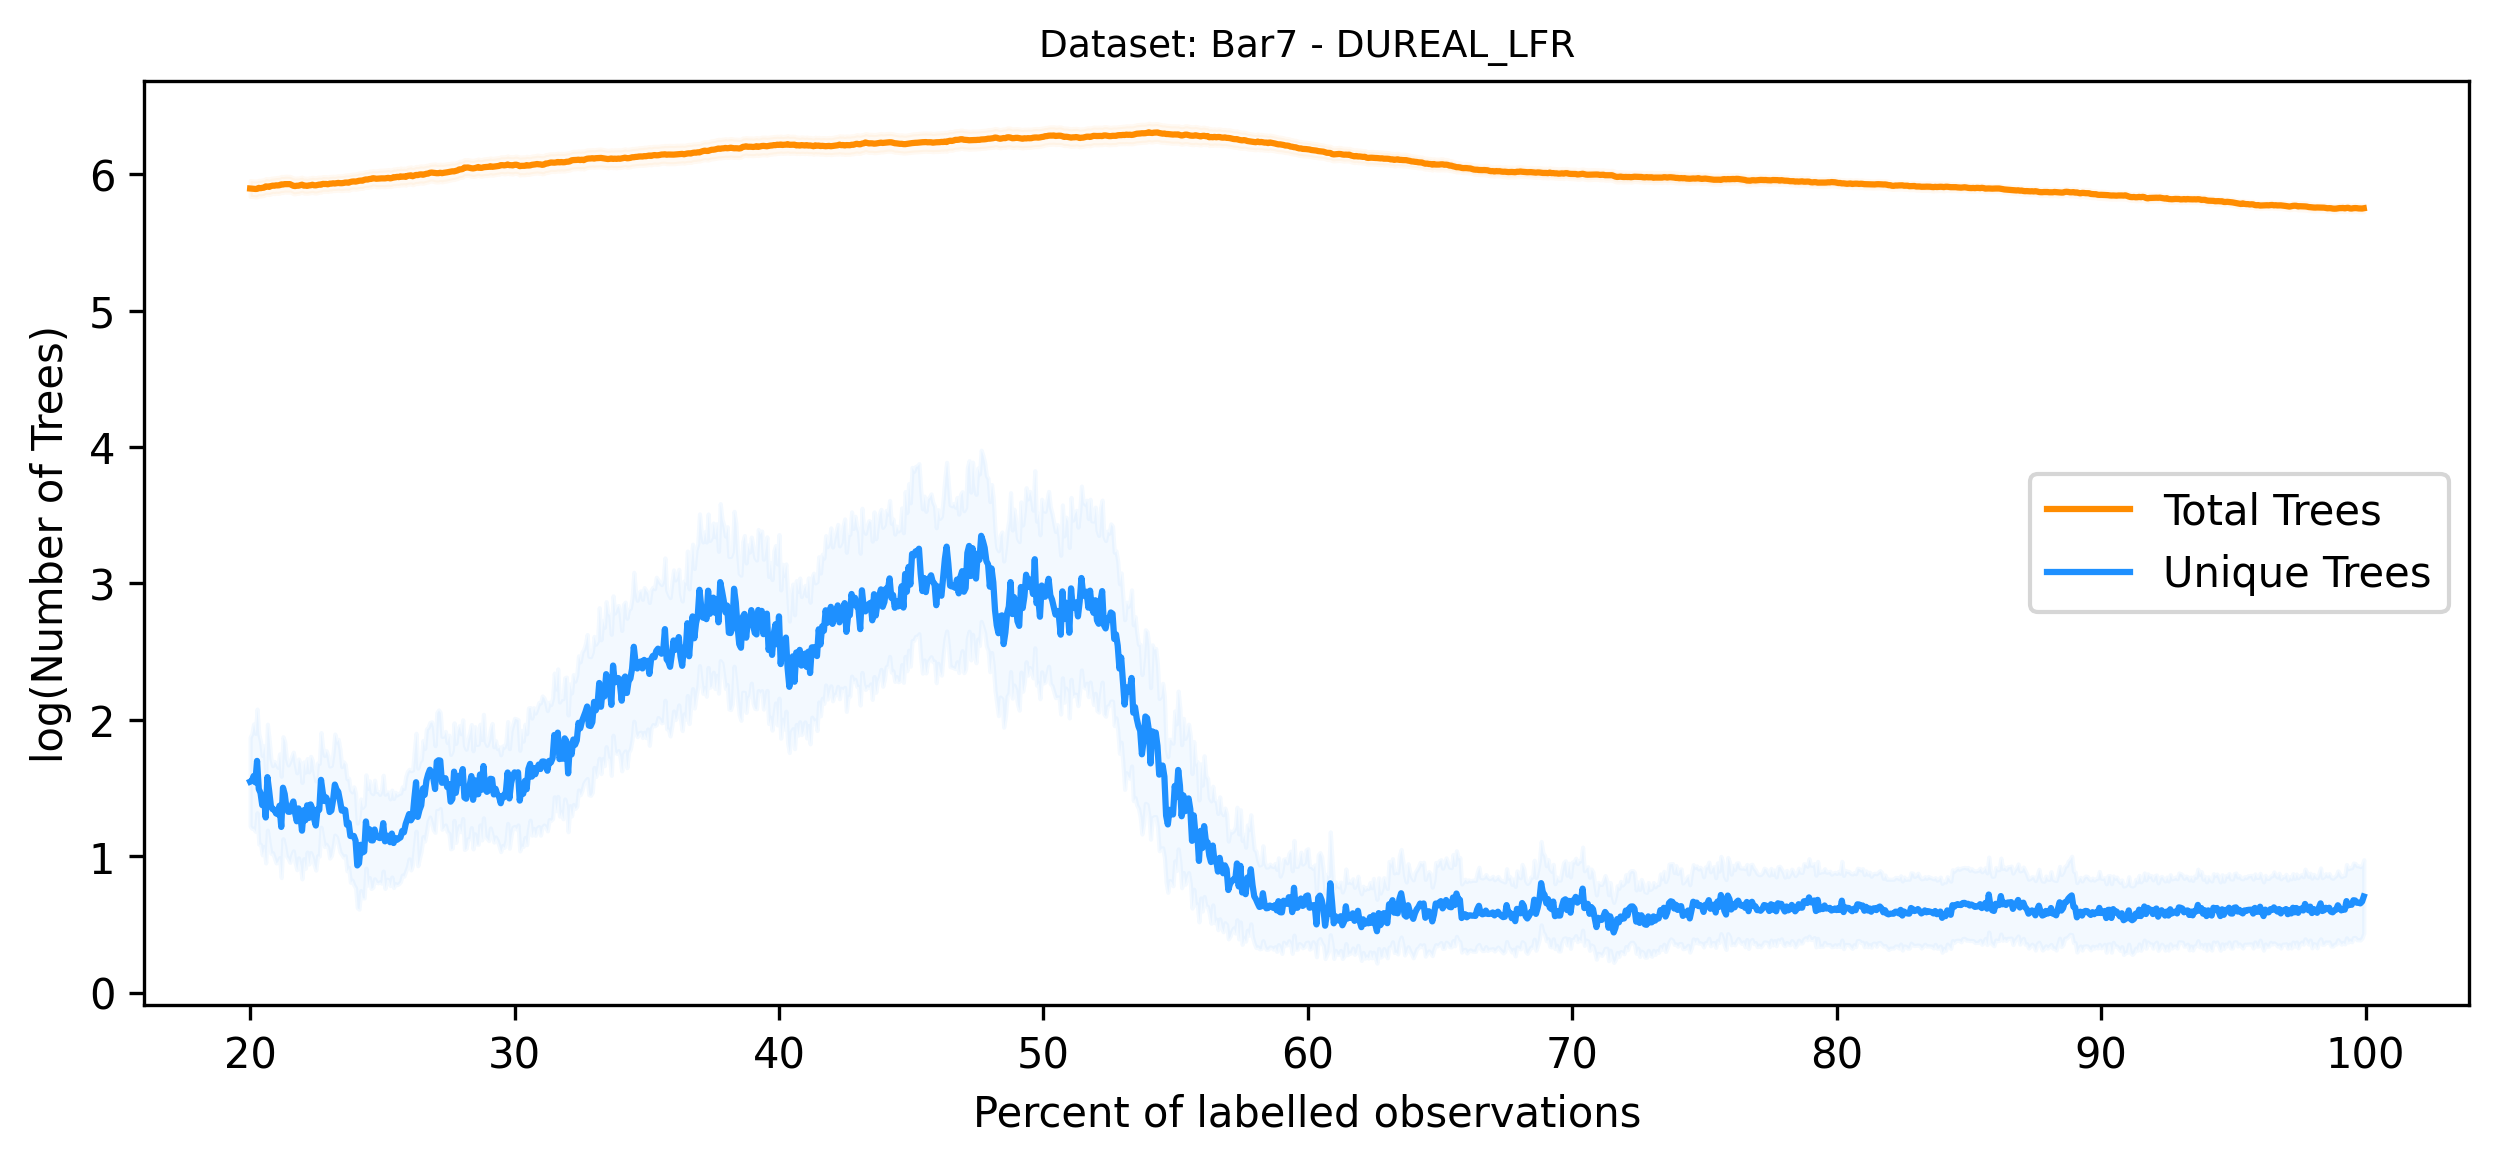 Dataset: Bar7 - DUREAL_LFR
log(Number of Trees)
6
5
4
3
2
1
0
Total Trees
Unique Trees
20 30 40 50 60 70 80 90 100
Percent of labelled observations